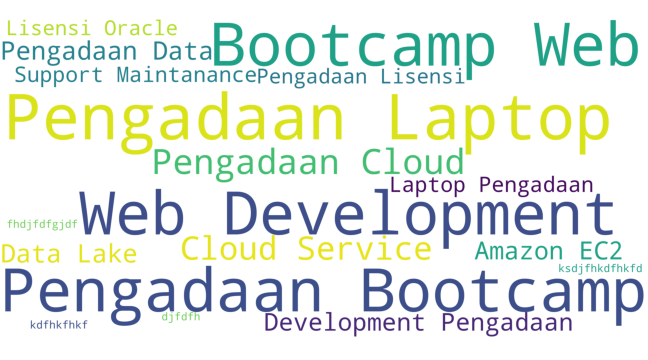 Lisensi Oracle
Bootcamp Web
Pengadaan Data
Support Maintanance
Pengadaan Lisensi
Pengadaan Laptop
Pengadaan Cloud
Laptop Pengadaan
Web Development
fhdjfdfgjdf
Data Lake
Cloud Service
Amazon EC2
ksdjfhkdfhkfd
Pengadaan Bootcamp
djfdfh
kdfhkfhkf
Development Pengadaan